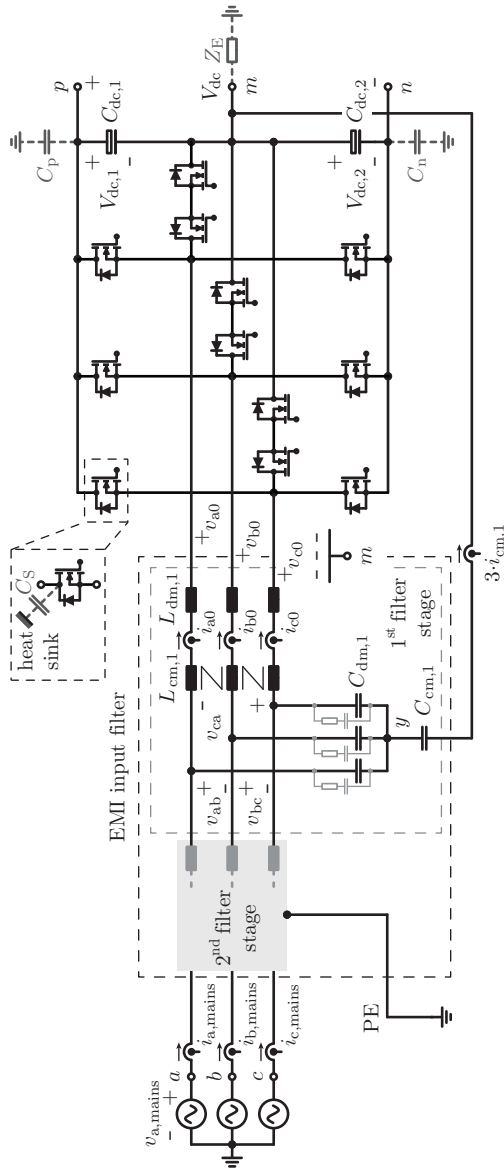 v_a,mains
+
-
a
b
c
i_a,mains
i_b,mains
i_c,mains
PE
EMI input filter
2nd filter
stage
v_ab
+
-
v_bc
+
-
v_ca
-
+
L_cm,1
L_dm,1
i_a0
i_b0
i_c0
C_dm,1
y
C_cm,1
1st filter
stage
heat
sink
C_S
+
v_a0
+
v_b0
+
v_c0
-
-
-
m
3·i_cm,1
C_p
p
+
+
V_dc,1
-
C_dc,1
V_dc
m
Z_E
+
V_dc,2
-
C_dc,2
-
n
C_n